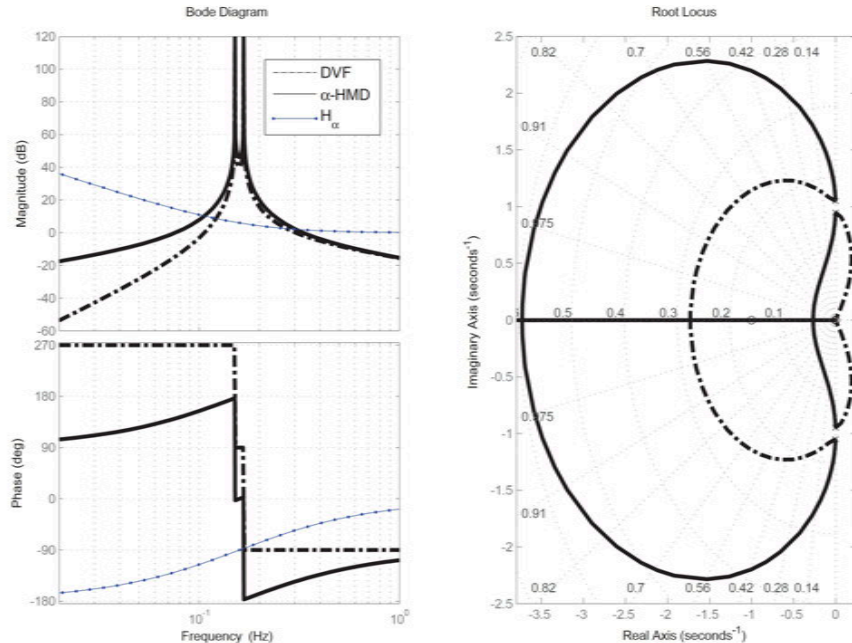 Bode Diagram
120
100
80
60
40
20
0
-20
-40
-60
Magnitude (dB)
DVF
α-HMD
Hα
270
180
90
0
-90
-180
Phase (deg)
10⁻¹
10⁰
Frequency (Hz)
Root Locus
2.5
2
1.5
1
0.5
0
-0.5
-1
-1.5
-2
-2.5
Imaginary Axis (seconds⁻¹)
0.82 0.7 0.56 0.42 0.28 0.14
0.91
0.975
0.5 0.4 0.3 0.2 0.1
0.975
0.91
0.82 0.7 0.56 0.42 0.28 0.14
-3.5 -3 -2.5 -2 -1.5 -1 -0.5 0
Real Axis (seconds⁻¹)